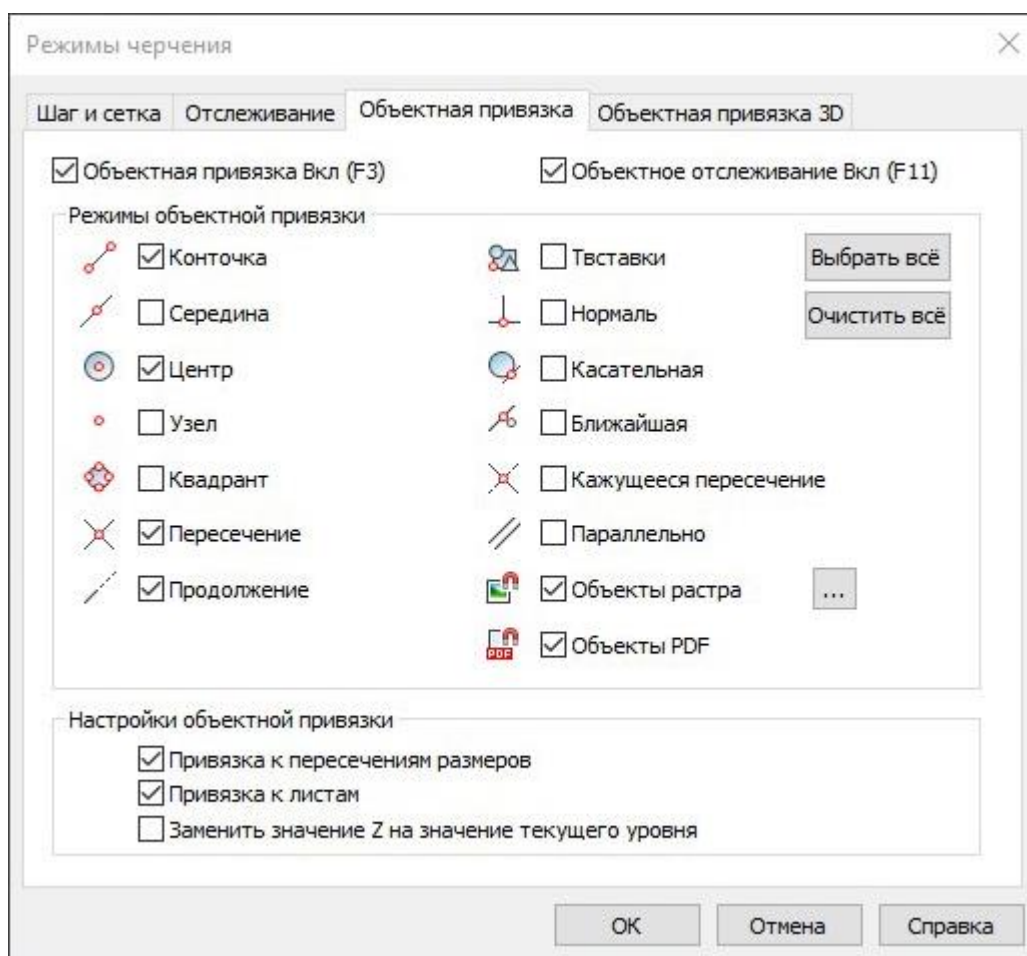 Режимы черчения
Шаг и сетка Отслеживание Объектная привязка Объектная привязка 3D
Объектная привязка Вкл (F3) Объектное отслеживание Вкл (F11)
Режимы объектной привязки
Конточка Твставки Выбрать всё
Середина Нормаль Очистить всё
Центр Касательная
Узел Ближайшая
Квадрант Кажущееся пересечение
Пересечение Параллельно
Продолжение Объекты растра ...
PDF Объекты PDF
Настройки объектной привязки
Привязка к пересечениям размеров
Привязка к листам
Заменить значение Z на значение текущего уровня
ОК Отмена Справка